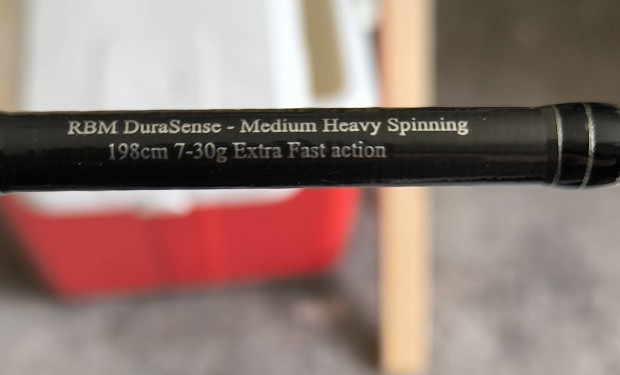 RBM DuraSense - Medium Heavy Spinning
198cm 7-30g Extra Fast action